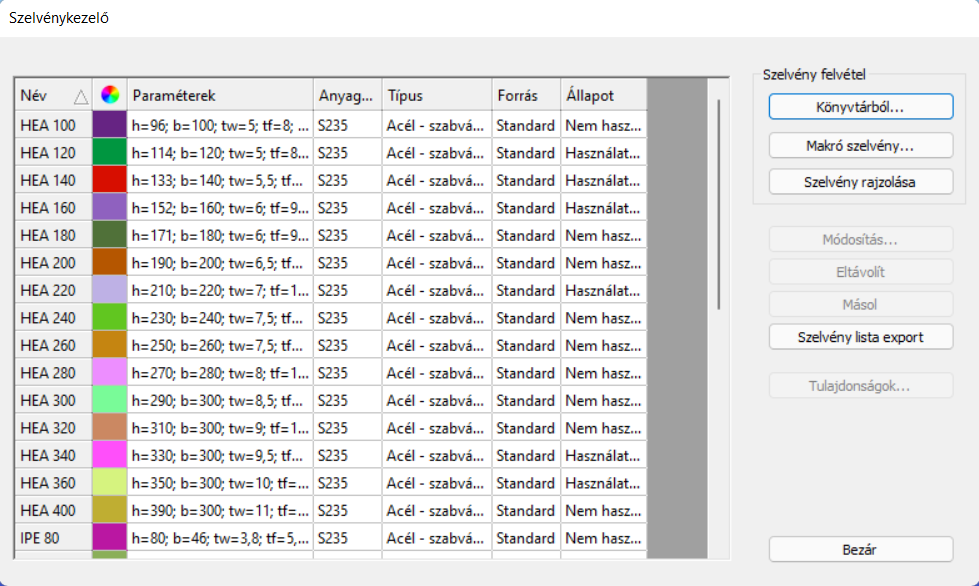 Szelvénykezelő
Név Paraméterek Anyag... Típus Forrás Állapot
HEA 100 h=96; b=100; tw=5; tf=8; ... S235 Acél - szabvá... Standard Nem hasz...
HEA 120 h=114; b=120; tw=5; tf=8... S235 Acél - szabvá... Standard Használat...
HEA 140 h=133; b=140; tw=5,5; tf... S235 Acél - szabvá... Standard Használat...
HEA 160 h=152; b=160; tw=6; tf=9... S235 Acél - szabvá... Standard Használat...
HEA 180 h=171; b=180; tw=6; tf=9... S235 Acél - szabvá... Standard Nem hasz...
HEA 200 h=190; b=200; tw=6,5; tf... S235 Acél - szabvá... Standard Nem hasz...
HEA 220 h=210; b=220; tw=7; tf=1... S235 Acél - szabvá... Standard Használat...
HEA 240 h=230; b=240; tw=7,5; tf... S235 Acél - szabvá... Standard Nem hasz...
HEA 260 h=250; b=260; tw=7,5; tf... S235 Acél - szabvá... Standard Nem hasz...
HEA 280 h=270; b=280; tw=8; tf=1... S235 Acél - szabvá... Standard Nem hasz...
HEA 300 h=290; b=300; tw=8,5; tf... S235 Acél - szabvá... Standard Nem hasz...
HEA 320 h=310; b=300; tw=9; tf=1... S235 Acél - szabvá... Standard Nem hasz...
HEA 340 h=330; b=300; tw=9,5; tf... S235 Acél - szabvá... Standard Használat...
HEA 360 h=350; b=300; tw=10; tf=... S235 Acél - szabvá... Standard Használat...
HEA 400 h=390; b=300; tw=11; tf=... S235 Acél - szabvá... Standard Nem hasz...
IPE 80 h=80; b=46; tw=3,8; tf=5,... S235 Acél - szabvá... Standard Nem hasz...
Szelvény felvétel
Könyvtárból...
Makró szelvény...
Szelvény rajzolása
Módosítás...
Eltávolít
Másol
Szelvény lista export
Tulajdonságok...
Bezár